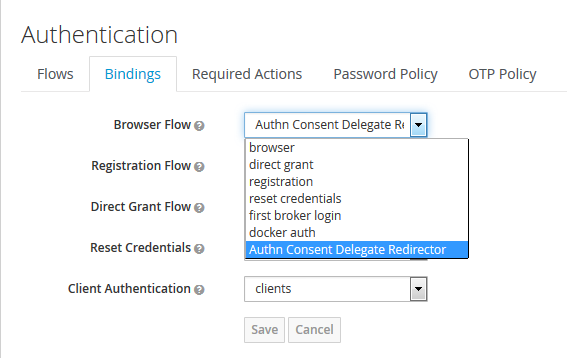 Authentication
Flows Bindings Required Actions Password Policy OTP Policy
Browser Flow Authn Consent Delegate Re
browser
direct grant
Registration Flow
registration
reset credentials
Direct Grant Flow
first broker login
docker auth
Reset Credentials
Authn Consent Delegate Redirector
Client Authentication clients
Save Cancel